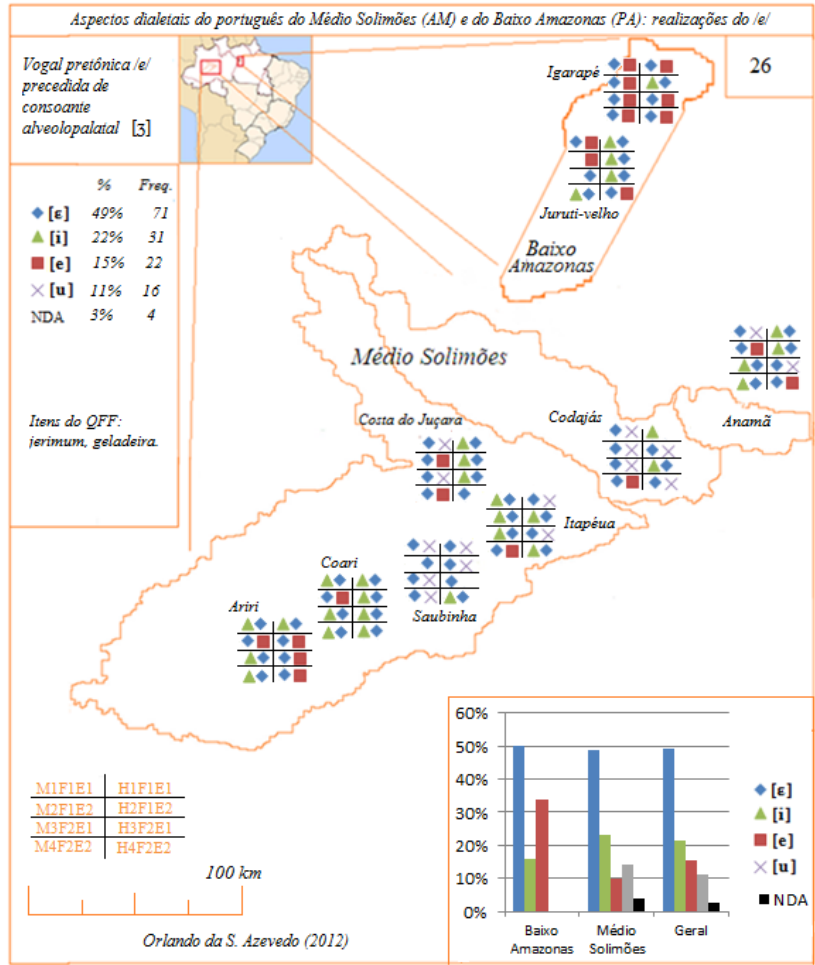 Aspectos dialetais do português do Médio Solimões (AM) e do Baixo Amazonas (PA): realizações do /e/
Vogal pretônica /e/
precedida de
consoante
alveolopalatal [ʒ]
26
% Freq.
[ɛ] 49% 71
[i] 22% 31
[e] 15% 22
[u] 11% 16
NDA 3% 4
Itens do QFF:
jerimum, geladeira.
Igarapé
Juruti-velho
Baixo
Amazonas
Médio Solimões
Costa do Juçara
Codajás
Anamã
Itapéua
Coari
Saubinha
Ariri
M1F1E1 H1F1E1
M2F1E2 H2F1E2
M3F2E1 H3F2E1
M4F2E2 H4F2E2
100 km
Orlando da S. Azevedo (2012)
60%
50%
40%
30%
20%
10%
0%
Baixo
Amazonas
Médio
Solimões
Geral
[ɛ]
[i]
[e]
[u]
NDA